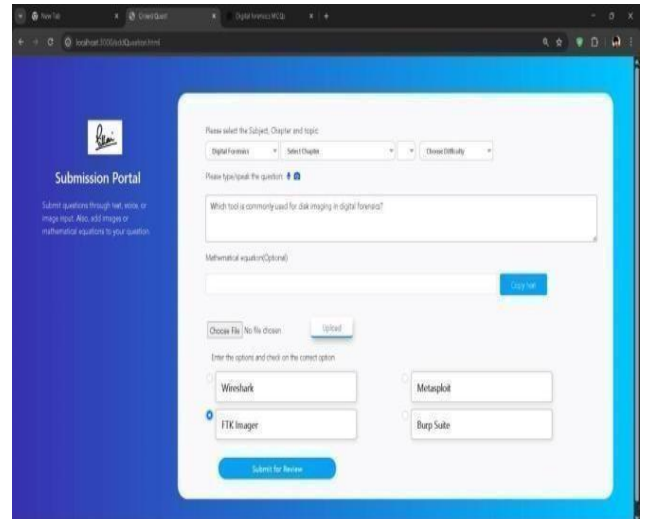 New Tab
Crowd Quest
Digital forensics MCQs
localhost:3000/addQuestion.html
Submission Portal
Submit questions through text, voice, or
image input. Also, add images or
mathematical equations to your question.
Please select the Subject, Chapter and topic
Digital Forensics
Select Chapter
Choose Difficulty
Please type/speak the question
Which tool is commonly used for disk imaging in digital forensics?
Mathematical equation(Optional)
Copy text
Choose File No file chosen
Upload
Enter the options and check on the correct option
Wireshark
Metasploit
FTK Imager
Burp Suite
Submit for Review